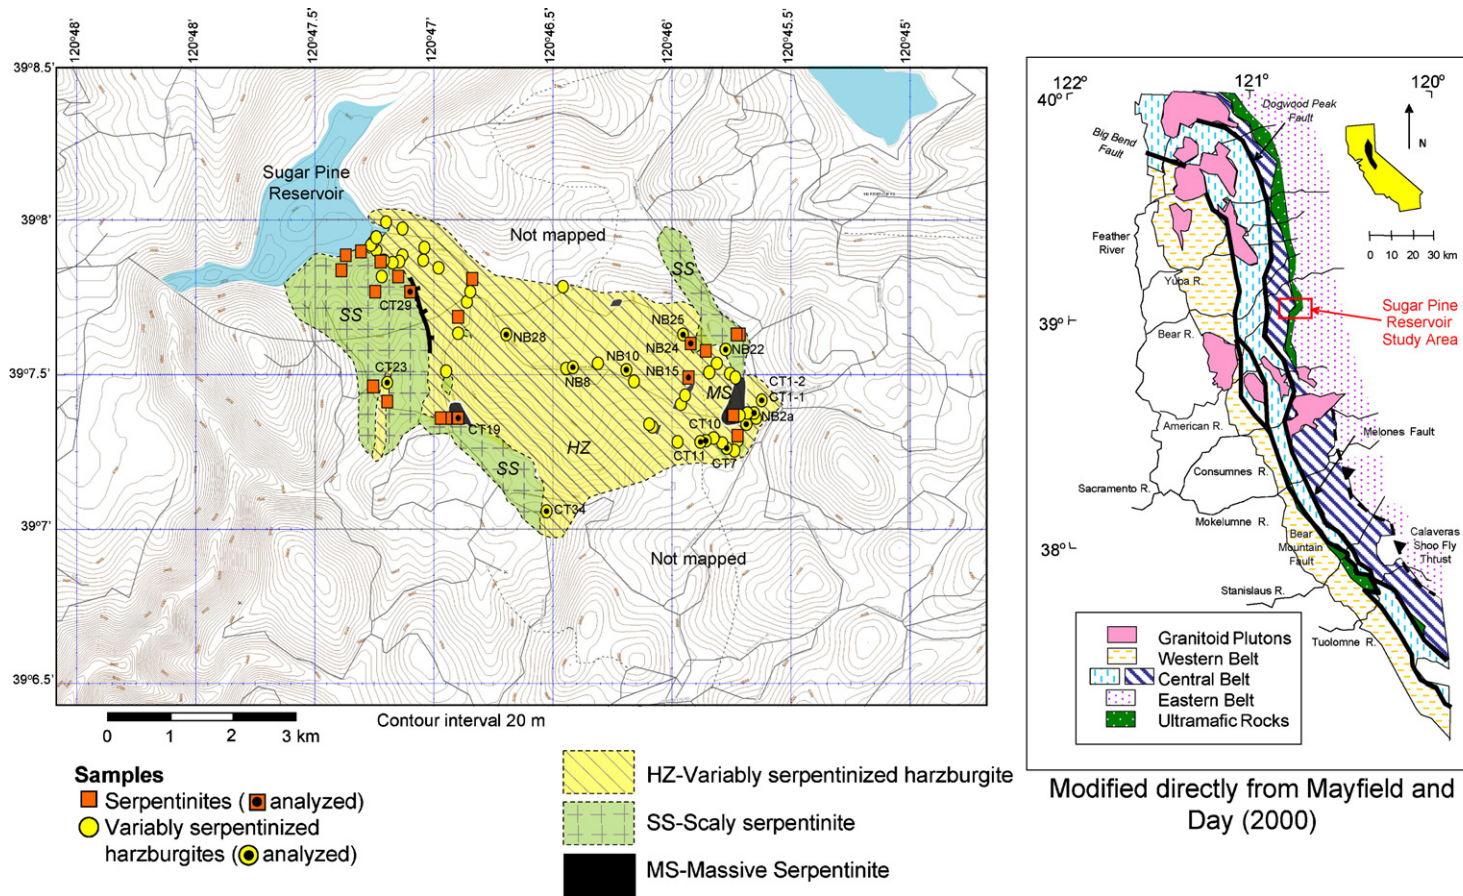 120°48'
120°48'
120°47.5'
120°47'
120°46.5'
120°46'
120°45.5'
120°45'
39°8.5'
39°8'
39°7.5'
39°7'
39°6.5'
Sugar Pine
Reservoir
Not mapped
SS
SS
CT29
NB28
NB25
NB24
NB22
NB10
NB8
NB15
CT23
CT1-2
CT1-1
MS
NB2a
CT10
CT19
HZ
CT11
CT7
SS
CT34
Not mapped
0 1 2 3 km
Contour interval 20 m
Samples
Serpentinites ( analyzed)
Variably serpentinized
harzburgites ( analyzed)
HZ-Variably serpentinized harzburgite
SS-Scaly serpentinite
MS-Massive Serpentinite
122°
121°
120°
40°
39°
38°
Dogwood Peak
Fault
Big Bend
Fault
N
0 10 20 30 km
Feather
River
Yuba R.
Bear R.
Sugar Pine
Reservoir
Study Area
American R.
Melones Fault
Consumnes R.
Sacramento R.
Mokelumne R.
Bear
Mountain
Fault
Calaveras
Shoo Fly
Thrust
Stanislaus R.
Tuolomne R.
Granitoid Plutons
Western Belt
Central Belt
Eastern Belt
Ultramafic Rocks
Modified directly from Mayfield and
Day (2000)